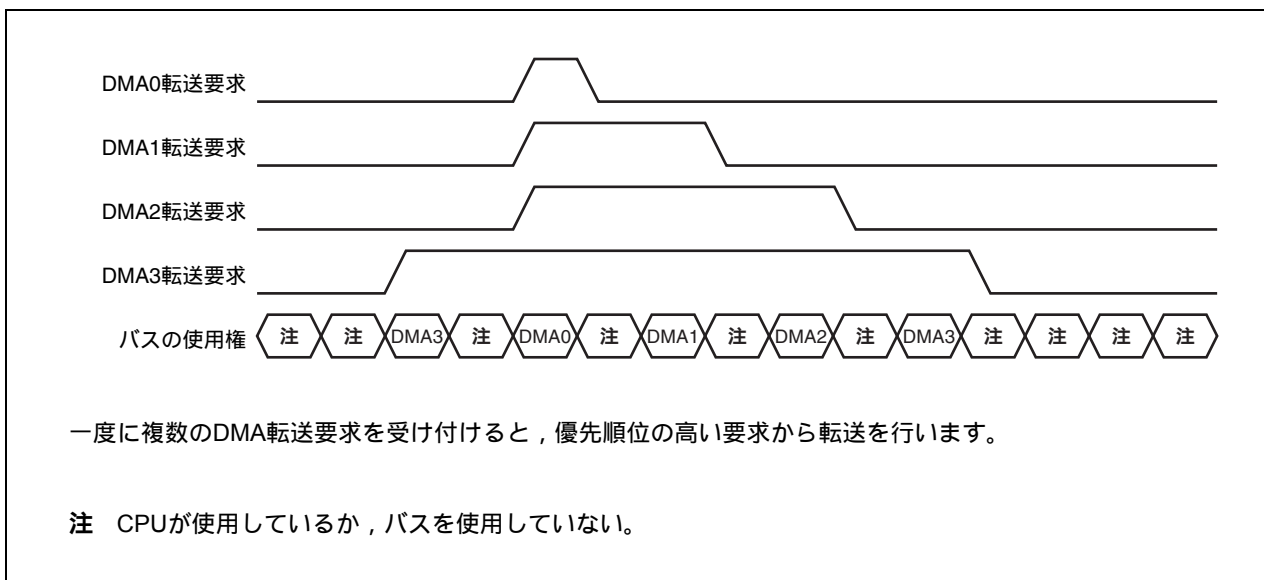 DMA0転送要求
DMA1転送要求
DMA2転送要求
DMA3転送要求
バスの使用権 注 注 DMA3 注 DMA0 注 DMA1 注 DMA2 注 DMA3 注 注 注 注
一度に複数のDMA転送要求を受け付けると，優先順位の高い要求から転送を行います。
注 CPUが使用しているか，バスを使用していない。